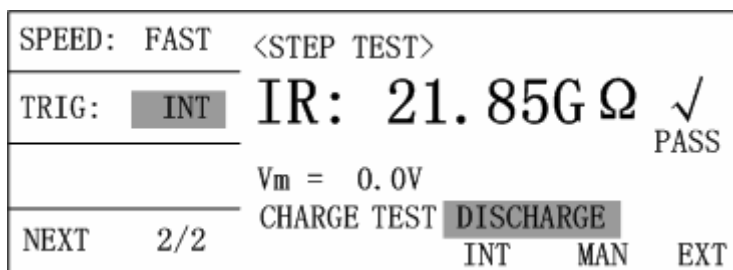 SPEED: FAST
<STEP TEST>
TRIG: INT
IR: 21.85GΩ √
PASS
Vm = 0.0V
CHARGE TEST DISCHARGE
NEXT 2/2
INT MAN EXT